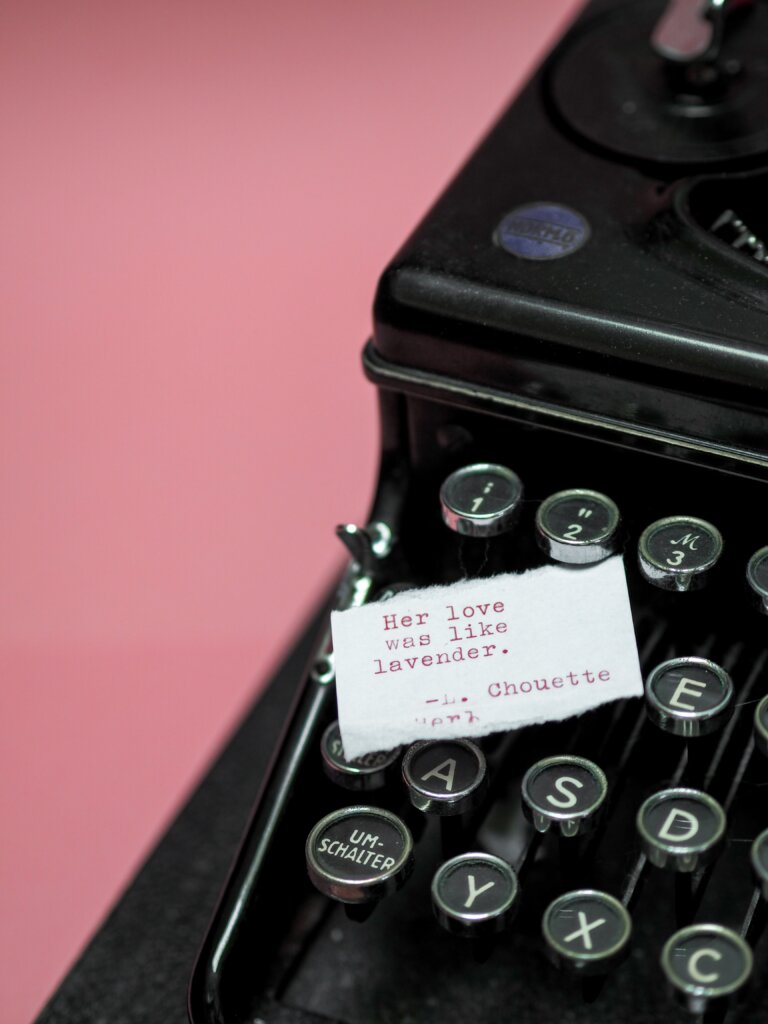 "
2
M
3
1
Her love
was like
lavender.
-L. Chouette
E
A
S
D
UM-
SCHALTER
Y
X
C